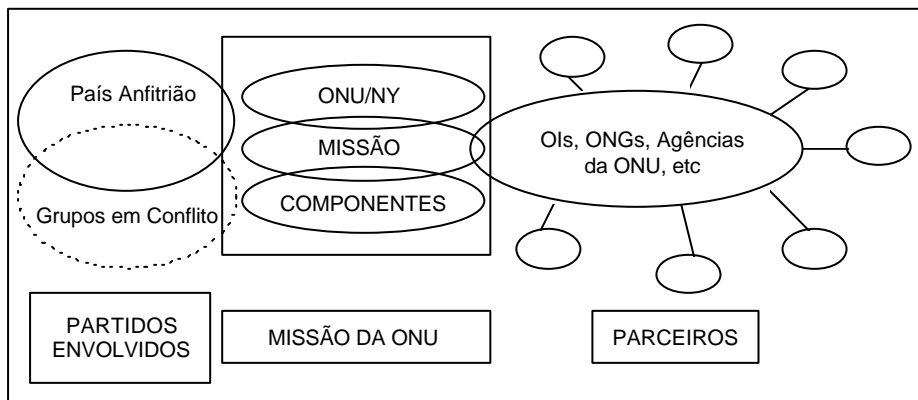 País Anfitrião
Grupos em Conflito
ONU/NY
MISSÃO
COMPONENTES
OIs, ONGs, Agências
da ONU, etc
PARTIDOS
ENVOLVIDOS
MISSÃO DA ONU
PARCEIROS